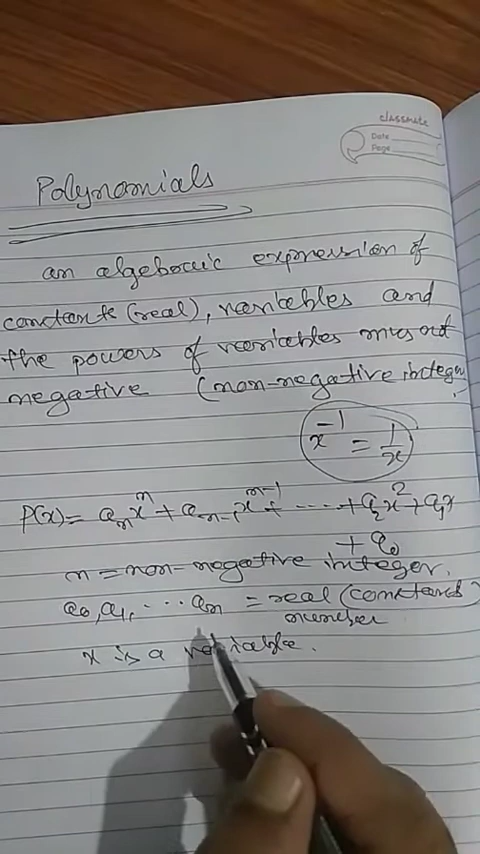 classmate
Date
Page
Polynomials
an algebraic expression of
constants (real), variables and
the powers of variables must not
negative (non-negative integer
x⁻¹ = 1/x
P(x) = aₙxⁿ + aₙ₋₁xⁿ⁻¹ + ..... + a₂x² + a₁x
+ a₀
n = non-negative integer.
a₀, a₁, ... aₙ = real (constant)
number
x is a variable.